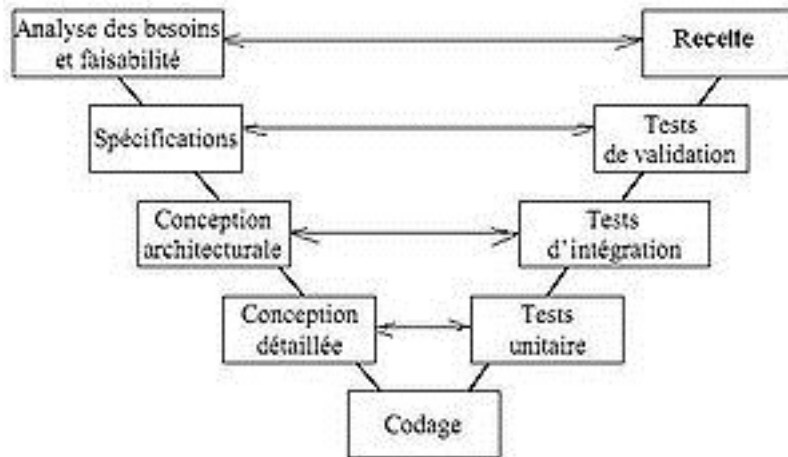 Analyse des besoins
et faisabilité
Recette
Spécifications
Tests
de validation
Conception
architecturale
Tests
d'intégration
Conception
détaillée
Tests
unitaire
Codage